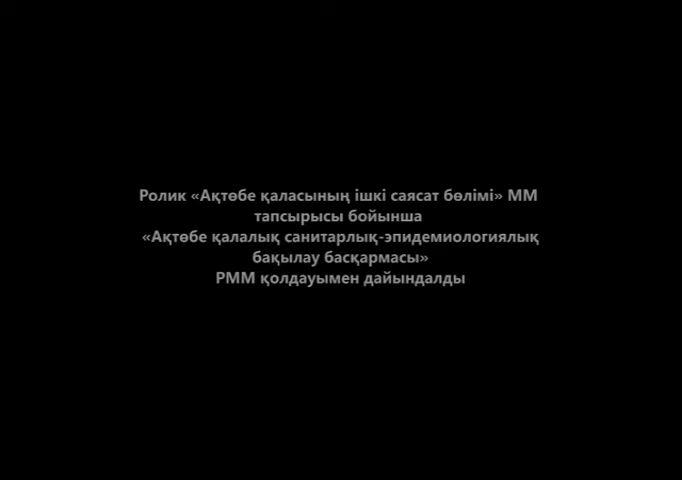 Ролик «Ақтөбе қаласының ішкі саясат бөлімі» ММ
тапсырысы бойынша
«Ақтөбе қалалық санитарлық-эпидемиологиялық
бақылау басқармасы»
РММ қолдауымен дайындалды